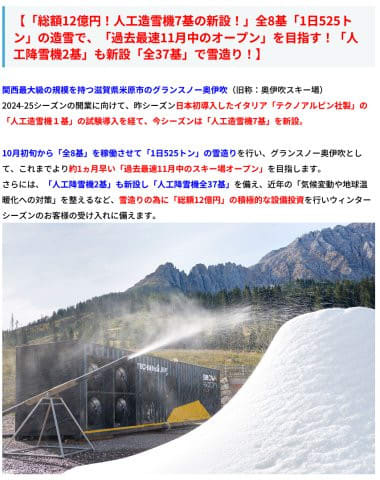 【「総額12億円！人工造雪機7基の新設！」全8基「1日525ト
ン」の造雪で、「過去最速11月中のオープン」を目指す！「人
工降雪機2基」も新設「全37基」で雪造り！】
関西最大級の規模を持つ滋賀県米原市のグランスノー奥伊吹（旧称：奥伊吹スキー場）
2024-25シーズンの開業に向けて、昨シーズン日本初導入したイタリア「テクノアルピン社製」の
「人工造雪機１基」の試験導入を経て、今シーズンは「人工造雪機7基」を新設。
10月初旬から「全8基」を稼働させて「1日525トン」の雪造りを行い、グランスノー奥伊吹とし
て、これまでより約1ヵ月早い「過去最速11月中のスキー場オープン」を目指します。
さらには、「人工降雪機2基」も新設し「人工降雪機全37基」を備え、近年の「気候変動や地球温
暖化への対策」を整えるなど、雪造りの為に「総額12億円」の積極的な設備投資を行いウィンター
シーズンのお客様の受け入れに備えます。